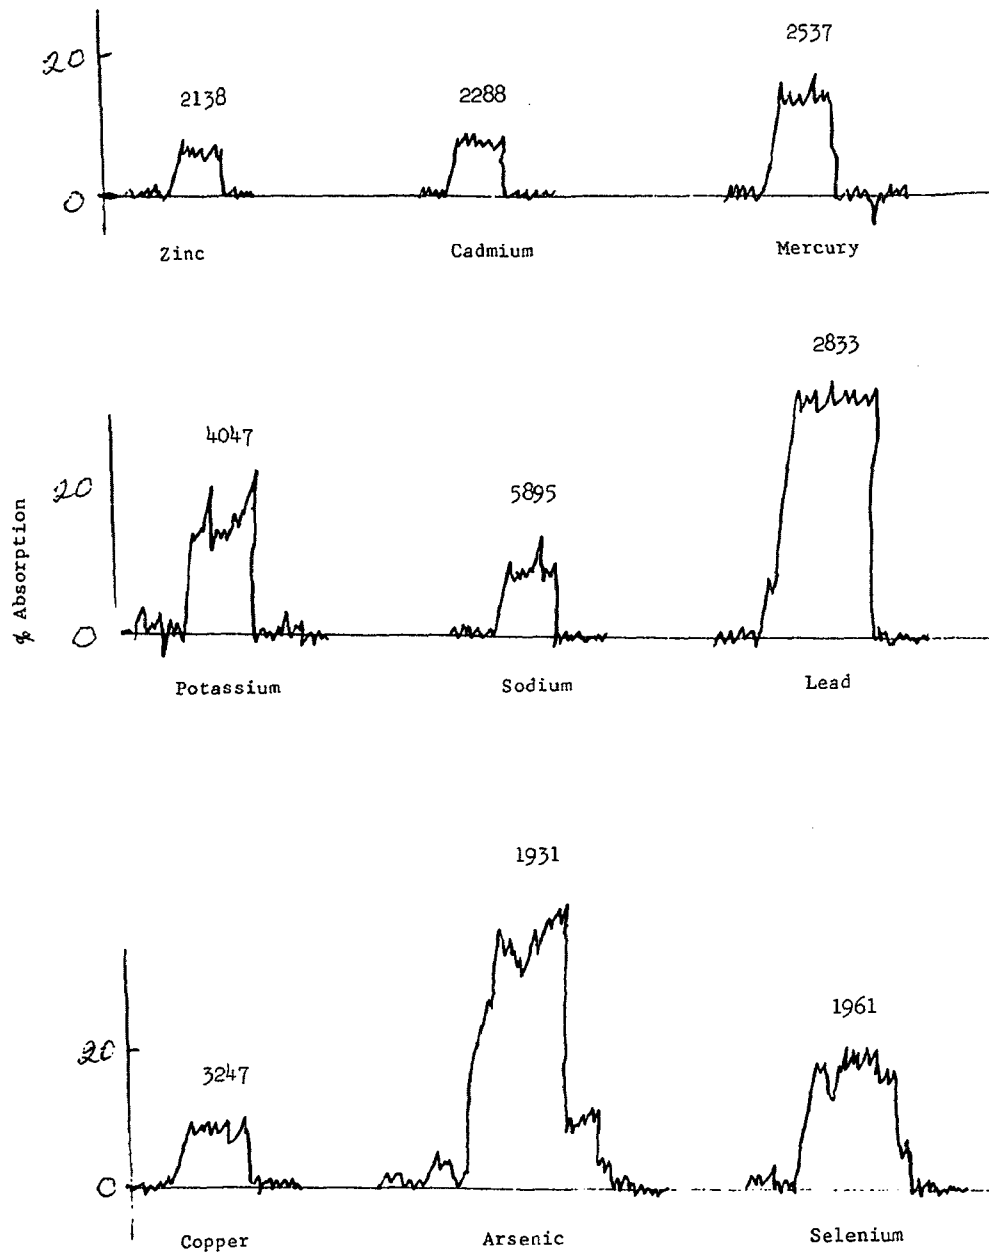 2537
20
2138
2288
0
Zinc
Cadmium
Mercury
2833
4047
20
5895
% Absorption
0
Potassium
Sodium
Lead
1931
1961
20
3247
0
Copper
Arsenic
Selenium